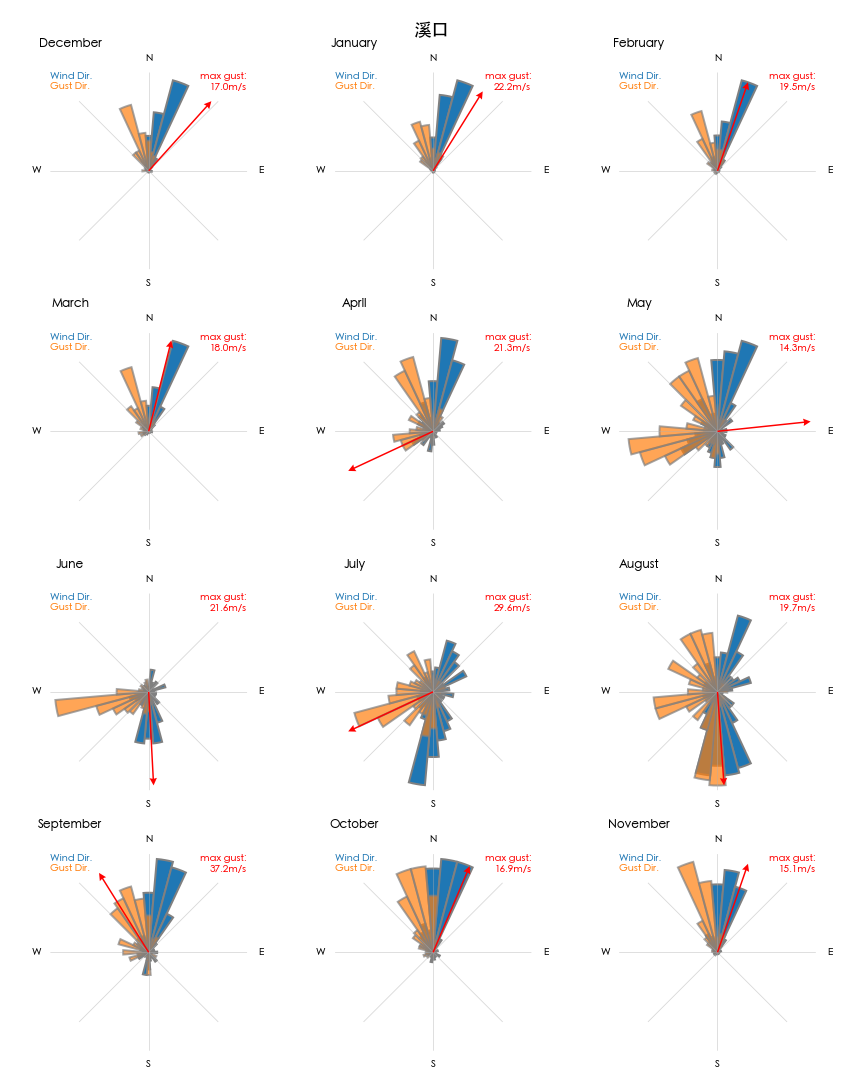 溪口
December
N
Wind Dir.
Gust Dir.
max gust:
17.0m/s
W
E
S
January
N
Wind Dir.
Gust Dir.
max gust:
22.2m/s
W
E
S
February
N
Wind Dir.
Gust Dir.
max gust:
19.5m/s
W
E
S
March
N
Wind Dir.
Gust Dir.
max gust:
18.0m/s
W
E
S
April
N
Wind Dir.
Gust Dir.
max gust:
21.3m/s
W
E
S
May
N
Wind Dir.
Gust Dir.
max gust:
14.3m/s
W
E
S
June
N
Wind Dir.
Gust Dir.
max gust:
21.6m/s
W
E
S
July
N
Wind Dir.
Gust Dir.
max gust:
29.6m/s
W
E
S
August
N
Wind Dir.
Gust Dir.
max gust:
19.7m/s
W
E
S
September
N
Wind Dir.
Gust Dir.
max gust:
37.2m/s
W
E
S
October
N
Wind Dir.
Gust Dir.
max gust:
16.9m/s
W
E
S
November
N
Wind Dir.
Gust Dir.
max gust:
15.1m/s
W
E
S